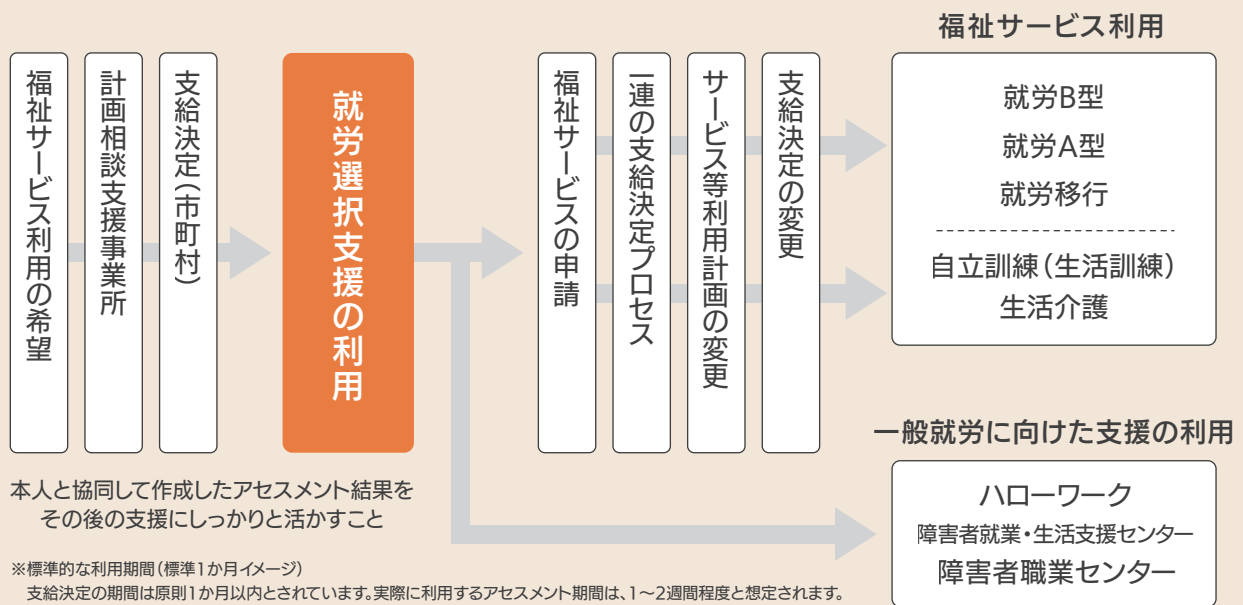 福祉サービス利用の希望
計画相談支援事業所
支給決定(市町村)
就労選択支援の利用
福祉サービスの申請
一連の支給決定プロセス
サービス等利用計画の変更
支給決定の変更
福祉サービス利用
就労B型
就労A型
就労移行
自立訓練(生活訓練)
生活介護
一般就労に向けた支援の利用
ハローワーク
障害者就業・生活支援センター
障害者職業センター
本人と協同して作成したアセスメント結果を
その後の支援にしっかりと活かすこと
※標準的な利用期間(標準1か月イメージ)
支給決定の期間は原則1か月以内とされています。実際に利用するアセスメント期間は、1〜2週間程度と想定されます。